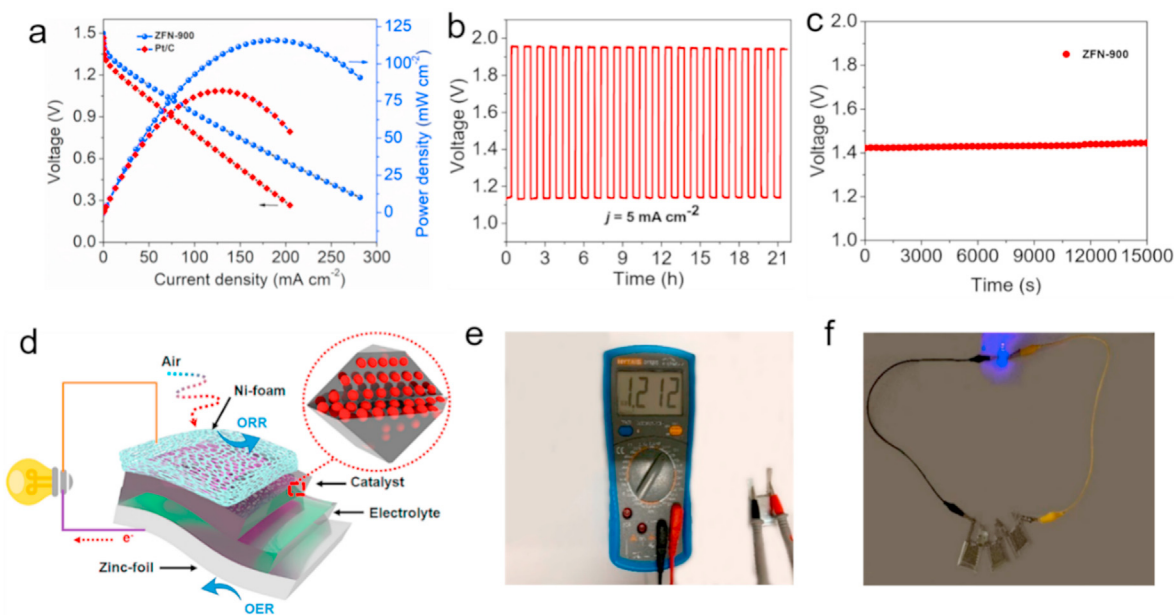 a
ZFN-900
Pt/C
1.5
1.2
0.9
0.6
0.3
0.0
Voltage (V)
0
50
100
150
200
250
300
Current density (mA cm⁻²)
125
100
75
50
25
0
Power density (mW cm⁻²)
b
2.0
1.8
1.6
1.4
1.2
1.0
Voltage (V)
j = 5 mA cm⁻²
0
3
6
9
12
15
18
21
Time (h)
c
ZFN-900
2.0
1.8
1.6
1.4
1.2
1.0
Voltage (V)
0
3000
6000
9000
12000
15000
Time (s)
d
Air
Ni-foam
ORR
Catalyst
Electrolyte
e⁻
Zinc-foil
OER
e
1.212
f